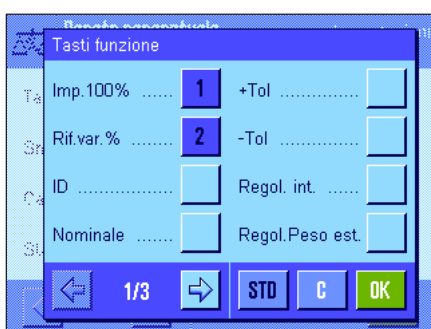 Tasti funzione
Imp.100% ...... 1
+Tol ...............
Rif.var.% ........ 2
-Tol ...............
ID .................
Regol. int. ......
Nominale .......
Regol.Peso est.
1/3
STD
C
OK